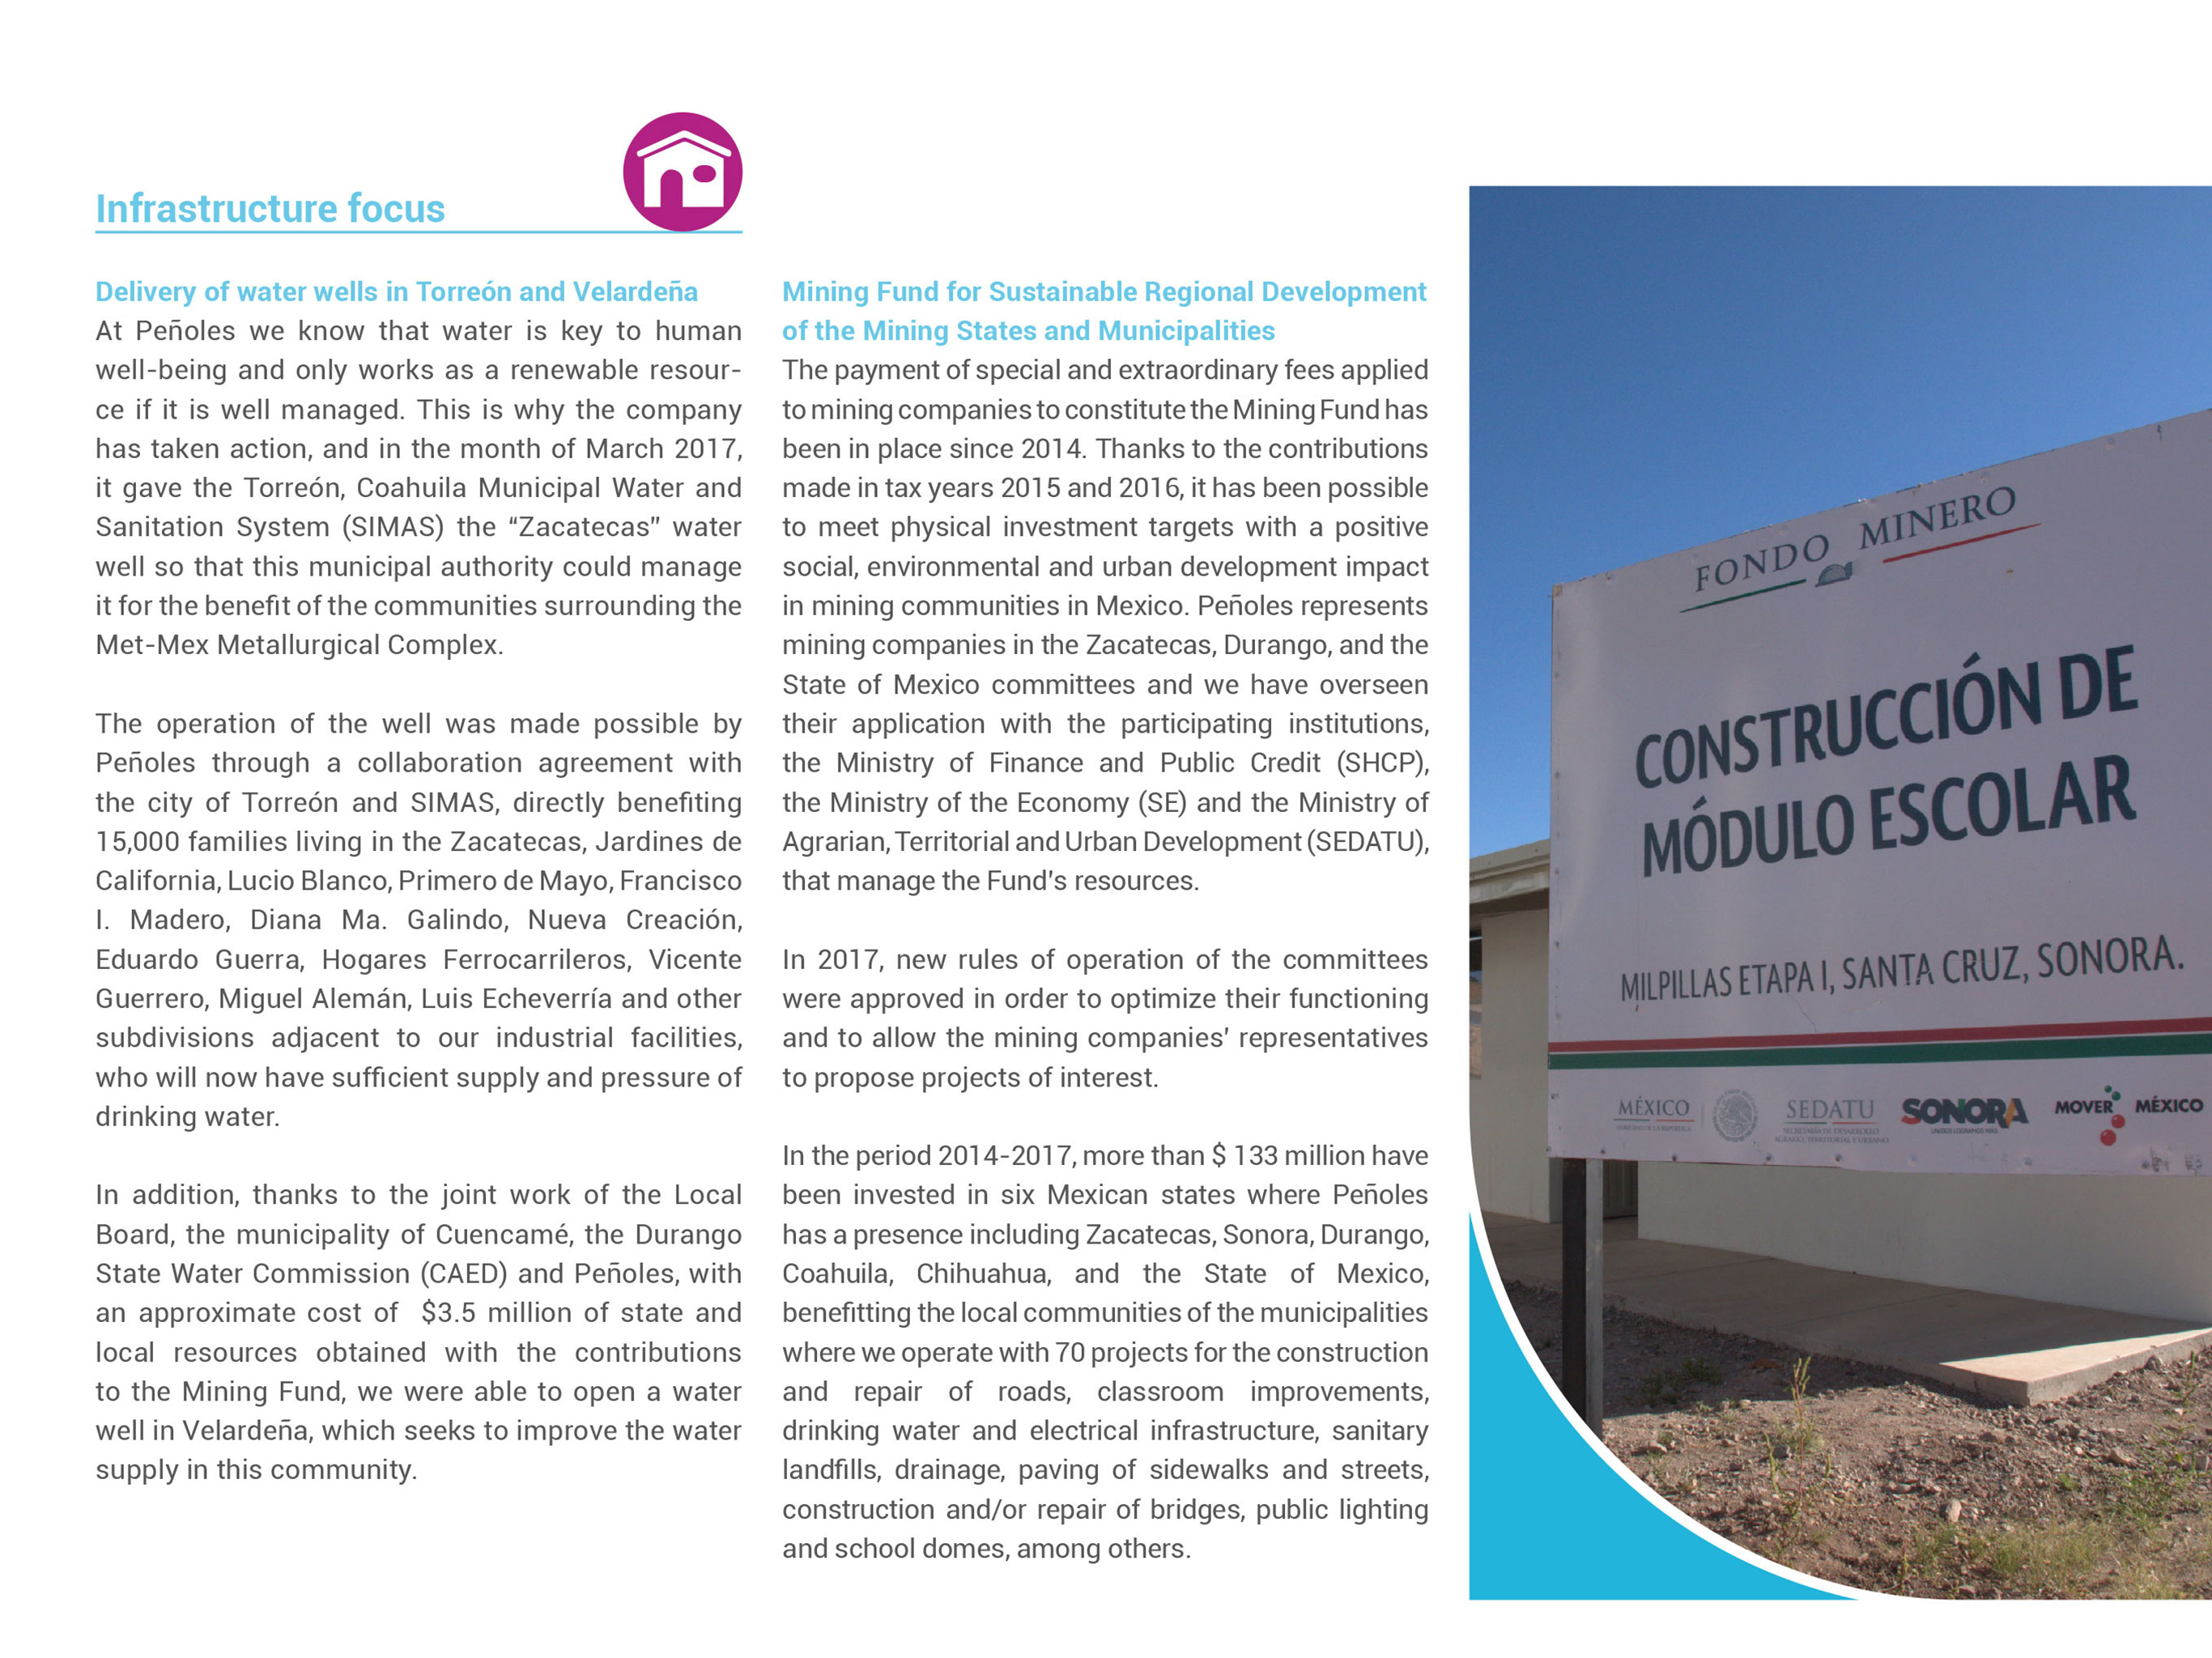 Infrastructure focus
Delivery of water wells in Torreón and Velardeña
At Peñoles we know that water is key to human
well-being and only works as a renewable resour-
ce if it is well managed. This is why the company
has taken action, and in the month of March 2017,
it gave the Torreón, Coahuila Municipal Water and
Sanitation System (SIMAS) the “Zacatecas” water
well so that this municipal authority could manage
it for the benefit of the communities surrounding the
Met-Mex Metallurgical Complex.
The operation of the well was made possible by
Peñoles through a collaboration agreement with
the city of Torreón and SIMAS, directly benefiting
15,000 families living in the Zacatecas, Jardines de
California, Lucio Blanco, Primero de Mayo, Francisco
I. Madero, Diana Ma. Galindo, Nueva Creación,
Eduardo Guerra, Hogares Ferrocarrileros, Vicente
Guerrero, Miguel Alemán, Luis Echeverría and other
subdivisions adjacent to our industrial facilities,
who will now have sufficient supply and pressure of
drinking water.
In addition, thanks to the joint work of the Local
Board, the municipality of Cuencamé, the Durango
State Water Commission (CAED) and Peñoles, with
an approximate cost of $3.5 million of state and
local resources obtained with the contributions
to the Mining Fund, we were able to open a water
well in Velardeña, which seeks to improve the water
supply in this community.
Mining Fund for Sustainable Regional Development
of the Mining States and Municipalities
The payment of special and extraordinary fees applied
to mining companies to constitute the Mining Fund has
been in place since 2014. Thanks to the contributions
made in tax years 2015 and 2016, it has been possible
to meet physical investment targets with a positive
social, environmental and urban development impact
in mining communities in Mexico. Peñoles represents
mining companies in the Zacatecas, Durango, and the
State of Mexico committees and we have overseen
their application with the participating institutions,
the Ministry of Finance and Public Credit (SHCP),
the Ministry of the Economy (SE) and the Ministry of
Agrarian, Territorial and Urban Development (SEDATU),
that manage the Fund's resources.
In 2017, new rules of operation of the committees
were approved in order to optimize their functioning
and to allow the mining companies' representatives
to propose projects of interest.
In the period 2014-2017, more than $ 133 million have
been invested in six Mexican states where Peñoles
has a presence including Zacatecas, Sonora, Durango,
Coahuila, Chihuahua, and the State of Mexico,
benefitting the local communities of the municipalities
where we operate with 70 projects for the construction
and repair of roads, classroom improvements,
drinking water and electrical infrastructure, sanitary
landfills, drainage, paving of sidewalks and streets,
construction and/or repair of bridges, public lighting
and school domes, among others.
FONDO MINERO
CONSTRUCCIÓN DE
MÓDULO ESCOLAR
MILPILLAS ETAPA I, SANTA CRUZ, SONORA.
MÉXICO
GOBIERNO DE LA REPÚBLICA
SEDATU
SECRETARÍA DE DESARROLLO
AGRARIO, TERRITORIAL Y URBANO
SONORA
UNIDOS LOGRAMOS MÁS
MOVER MÉXICO